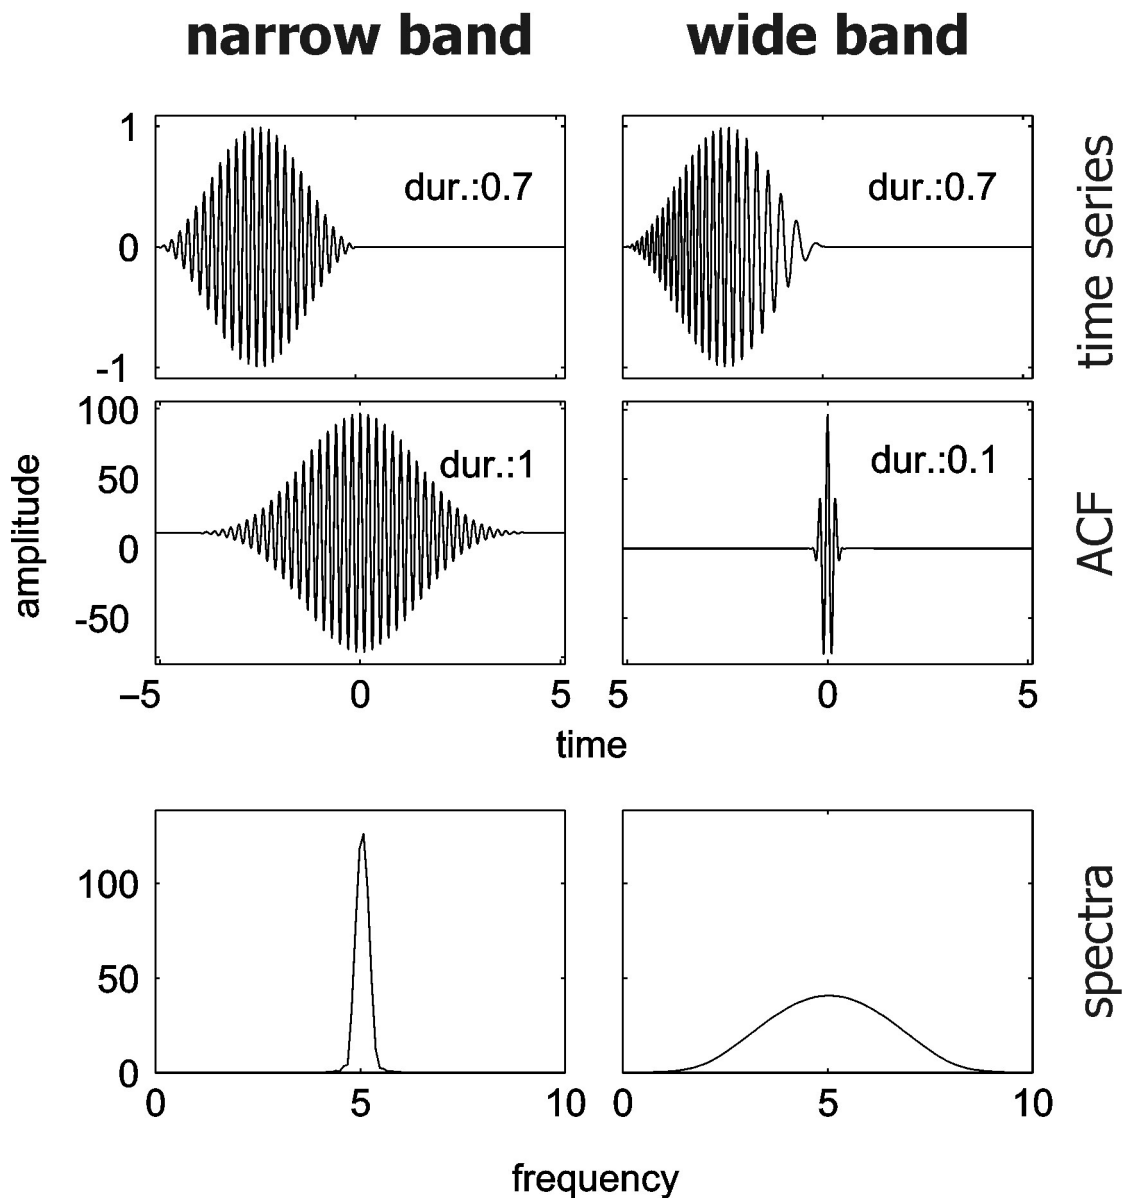 narrow band wide band
1
dur.:0.7 dur.:0.7
0
-1
time series
100
dur.:1 dur.:0.1
50
0
-50
amplitude
ACF
–5 0 5 5 0 5
time
100
50
0
spectra
0 5 10 0 5 10
frequency